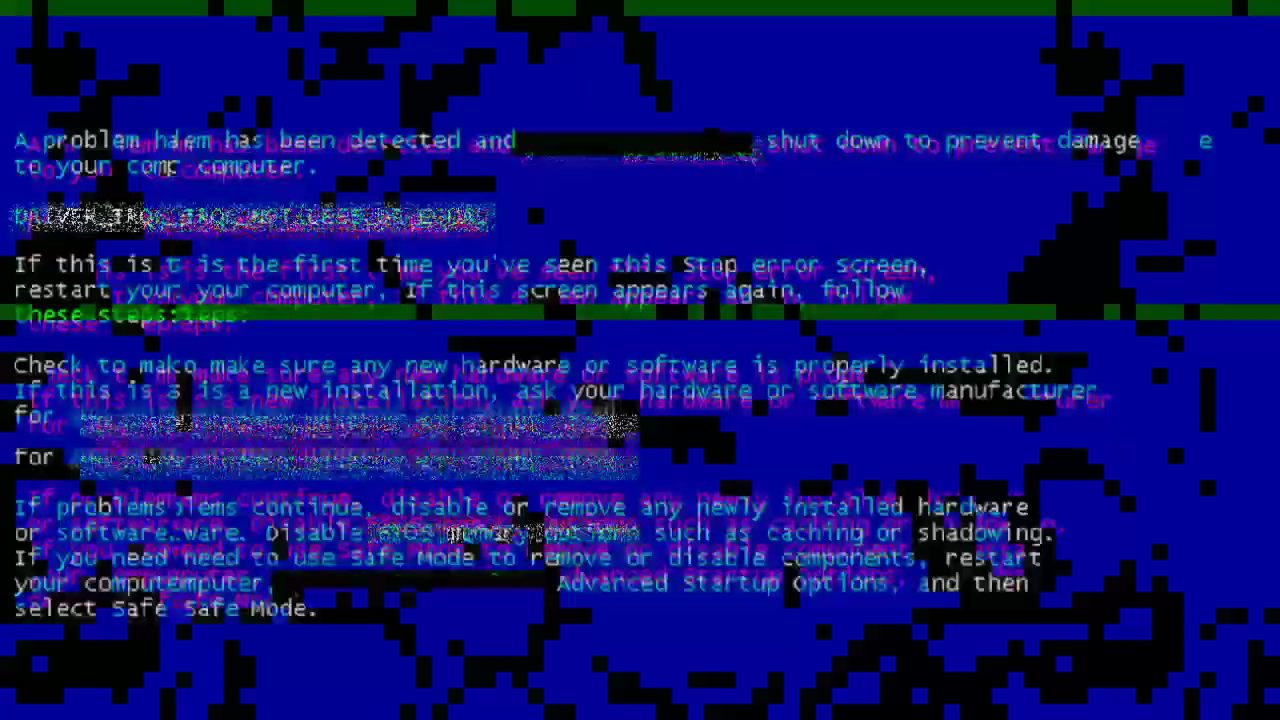 A problem haem has been detected and shut down to prevent damage e
to your comp computer.
If this is t is the first time you've seen this Stop error screen,
restart your your computer. If this screen appears again, follow
these steps:teps:
Check to mako make sure any new hardware or software is properly installed.
If this is a is a new installation, ask your hardware or software manufacturer
for
for
If problems lems continue, disable or remove any newly installed hardware
or software. ware. Disable BIOS memory options such as caching or shadowing.
If you need need to use Safe Mode to remove or disable components, restart
your computemputer, Advanced Startup Options, and then
select Safe Safe Mode.